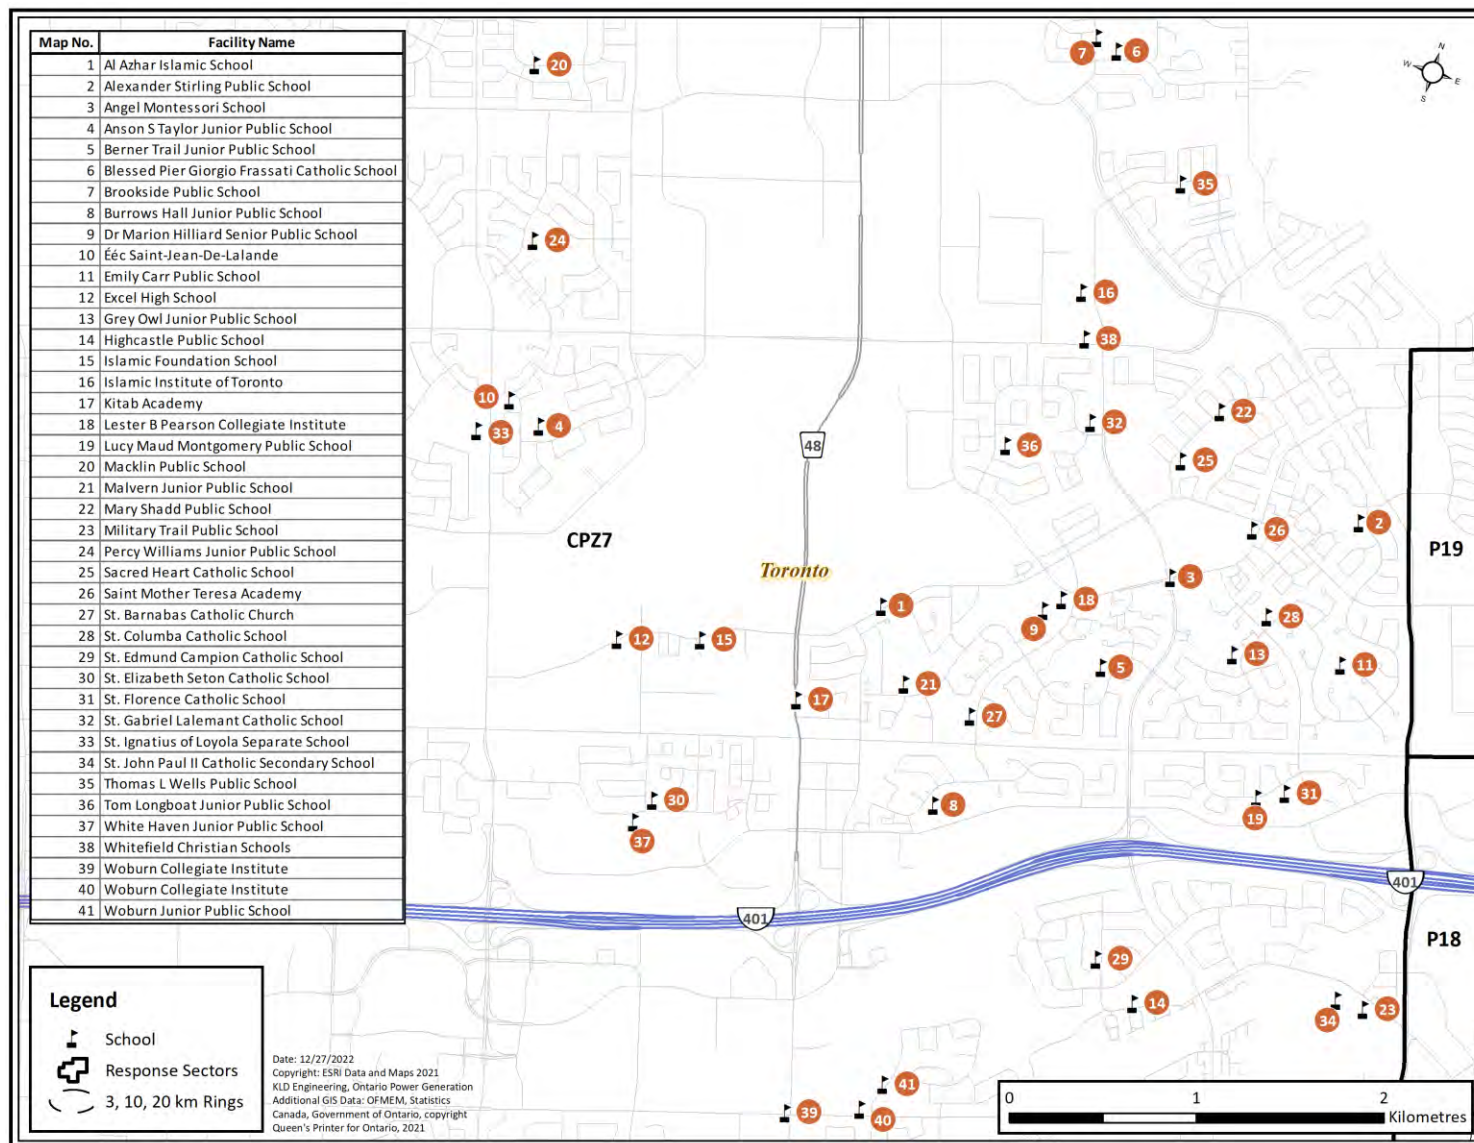 Map No. Facility Name
1 Al Azhar Islamic School
2 Alexander Stirling Public School
3 Angel Montessori School
4 Anson S Taylor Junior Public School
5 Berner Trail Junior Public School
6 Blessed Pier Giorgio Frassati Catholic School
7 Brookside Public School
8 Burrows Hall Junior Public School
9 Dr Marion Hilliard Senior Public School
10 Ééc Saint-Jean-De-Lalande
11 Emily Carr Public School
12 Excel High School
13 Grey Owl Junior Public School
14 Highcastle Public School
15 Islamic Foundation School
16 Islamic Institute of Toronto
17 Kitab Academy
18 Lester B Pearson Collegiate Institute
19 Lucy Maud Montgomery Public School
20 Macklin Public School
21 Malvern Junior Public School
22 Mary Shadd Public School
23 Military Trail Public School
24 Percy Williams Junior Public School
25 Sacred Heart Catholic School
26 Saint Mother Teresa Academy
27 St. Barnabas Catholic Church
28 St. Columba Catholic School
29 St. Edmund Campion Catholic School
30 St. Elizabeth Seton Catholic School
31 St. Florence Catholic School
32 St. Gabriel Lalemant Catholic School
33 St. Ignatius of Loyola Separate School
34 St. John Paul II Catholic Secondary School
35 Thomas L Wells Public School
36 Tom Longboat Junior Public School
37 White Haven Junior Public School
38 Whitefield Christian Schools
39 Woburn Collegiate Institute
40 Woburn Collegiate Institute
41 Woburn Junior Public School
20
7
6
N
W
E
S
35
24
16
38
10
33
4
48
36
32
22
25
CPZ7
26
2
P19
Toronto
3
1
18
9
28
12
15
5
13
11
21
17
27
30
37
8
19
31
401
401
P18
29
14
34
23
41
39
40
Legend
School
Response Sectors
3, 10, 20 km Rings
Date: 12/27/2022
Copyright: ESRI Data and Maps 2021
KLD Engineering, Ontario Power Generation
Additional GIS Data: OFMEM, Statistics
Canada, Government of Ontario, copyright
Queen's Printer for Ontario, 2021
0 1 2
Kilometres